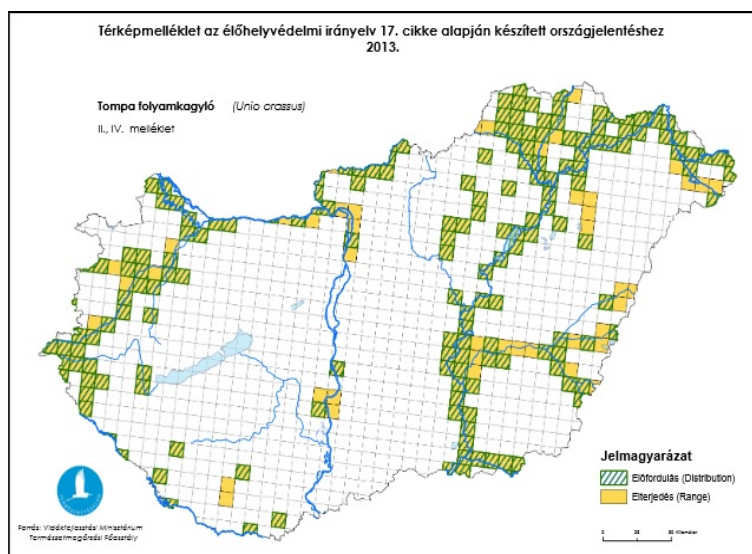 Térképmelléklet az élőhelyvédelmi irányelv 17. cikke alapján készített országjelentéshez
2013.
Tompa folyamkagyló (Unio crassus)
II., IV. melléklet
Jelmagyarázat
Előfordulás (Distribution)
Elterjedés (Range)
Forrás: Vidékfejlesztési Minisztérium
Természetmegőrzési Főosztály
Kilométer